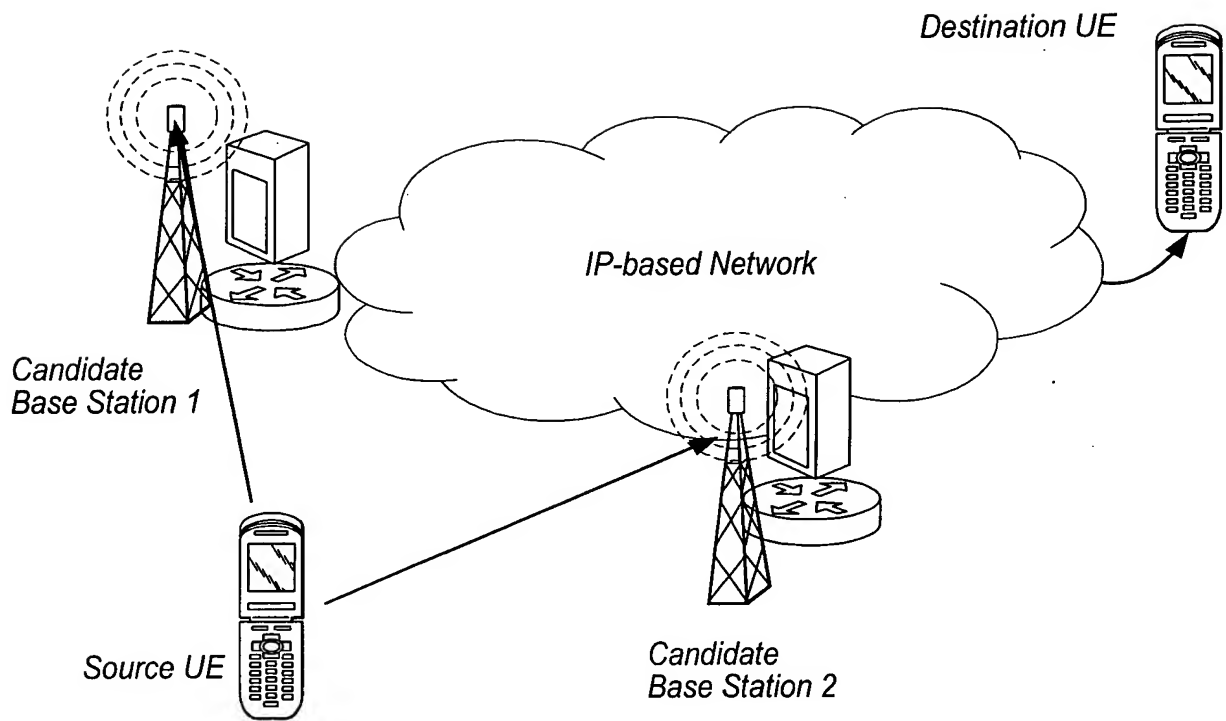 Destination UE
IP-based Network
Candidate
Base Station 1
Source UE
Candidate
Base Station 2